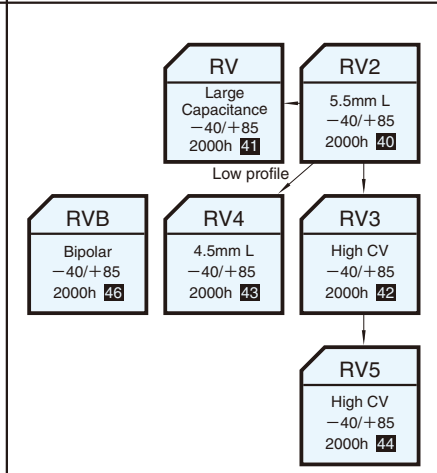 RV
Large
Capacitance
−40/+85
2000h 41
RV2
5.5mm L
−40/+85
2000h 40
Low profile
RVB
Bipolar
−40/+85
2000h 46
RV4
4.5mm L
−40/+85
2000h 43
RV3
High CV
−40/+85
2000h 42
RV5
High CV
−40/+85
2000h 44